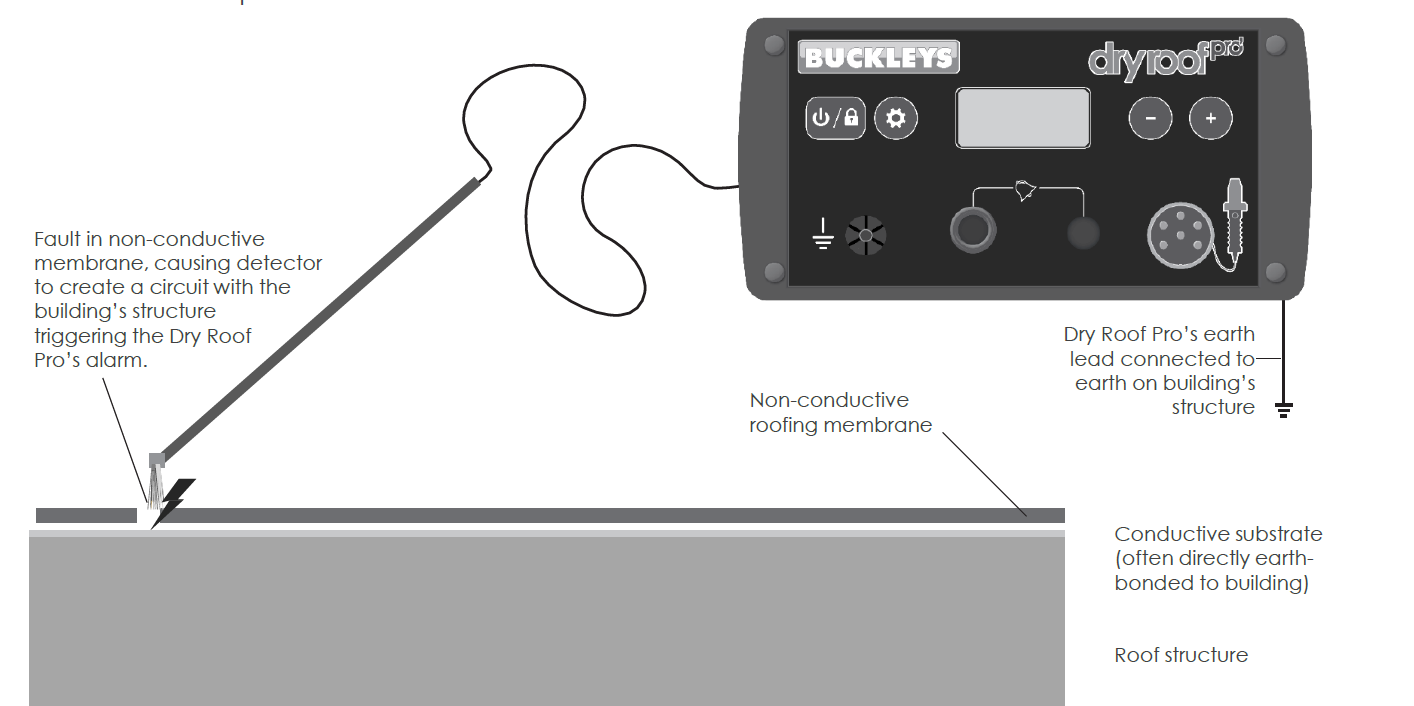 BUCKLEYS
dryroof pro
Fault in non-conductive
membrane, causing detector
to create a circuit with the
building’s structure
triggering the Dry Roof
Pro’s alarm.
Dry Roof Pro’s earth
lead connected to
earth on building’s
structure
Non-conductive
roofing membrane
Conductive substrate
(often directly earth-
bonded to building)
Roof structure